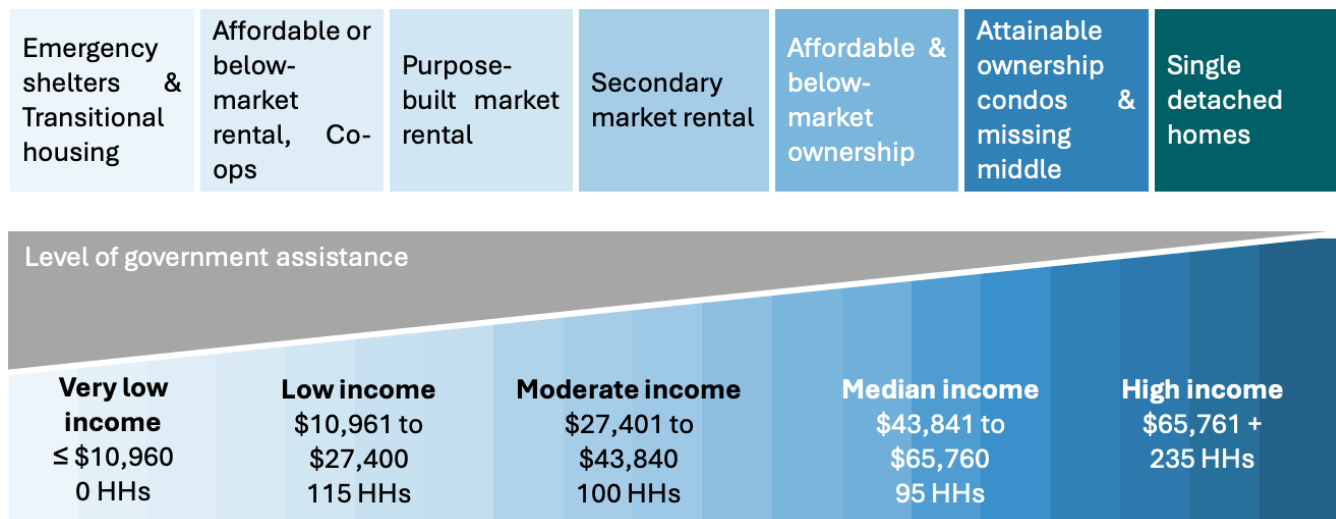 Emergency
shelters &
Transitional
housing
Affordable or
below-
market
rental, Co-
ops
Purpose-
built market
rental
Secondary
market rental
Affordable &
below-
market
ownership
Attainable
ownership
condos &
missing
middle
Single
detached
homes
Level of government assistance
Very low
income
≤ $10,960
0 HHs
Low income
$10,961 to
$27,400
115 HHs
Moderate income
$27,401 to
$43,840
100 HHs
Median income
$43,841 to
$65,760
95 HHs
High income
$65,761 +
235 HHs